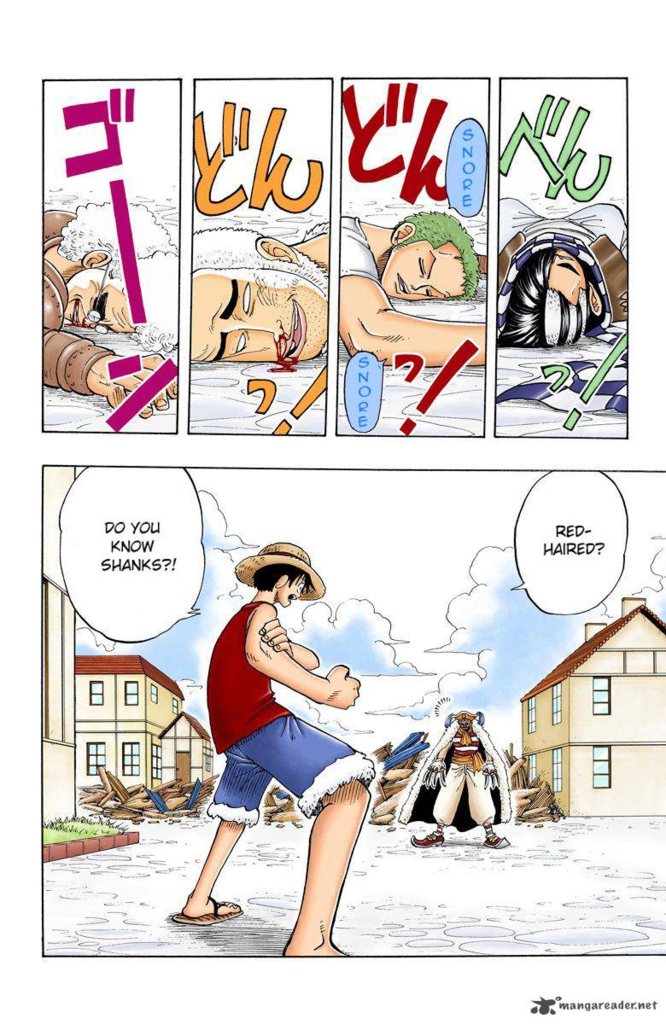 べん
?!
どん
SNORE
SNORE
?!
どん
?!
ゴーン
RED-
HAIRED?
DO YOU
KNOW
SHANKS?!
mangareader.net